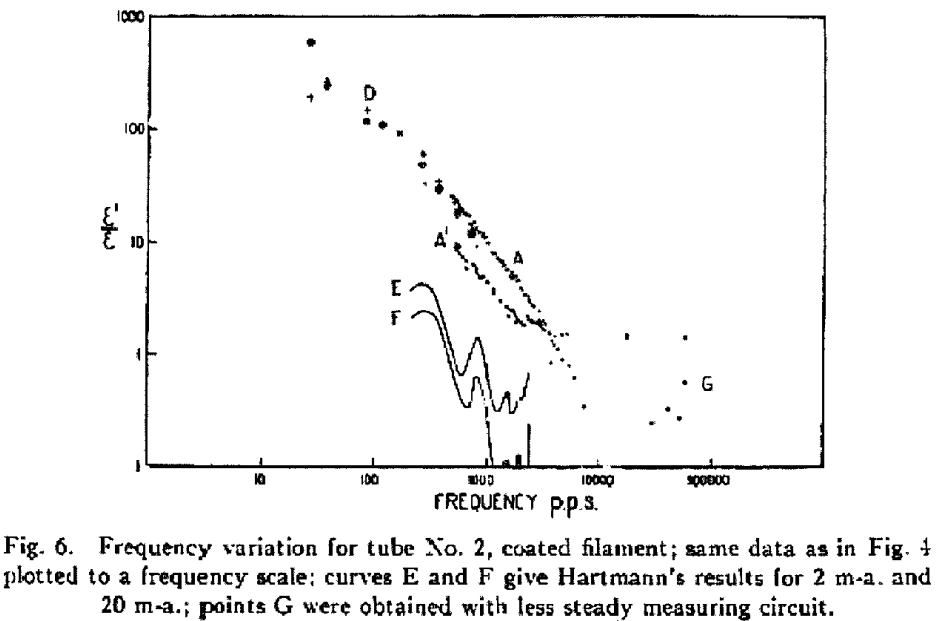 1000
D
100
ε'
ε
10
A'
A
E
F
1
G
.1
10 100 1000 10000 100000
FREQUENCY p.p.s.
Fig. 6. Frequency variation for tube No. 2, coated filament; same data as in Fig. 4
plotted to a frequency scale; curves E and F give Hartmann's results for 2 m-a. and
20 m-a.; points G were obtained with less steady measuring circuit.